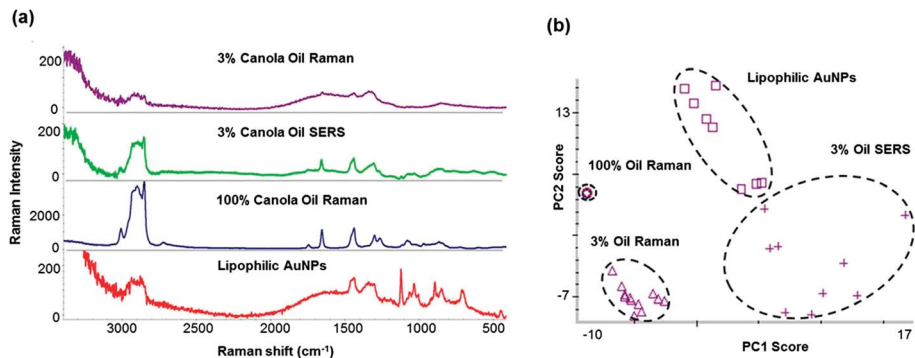 (a)
3% Canola Oil Raman
200
0
3% Canola Oil SERS
200
0
100% Canola Oil Raman
2000
0
Lipophilic AuNPs
200
0
Raman Intensity
3000 2500 2000 1500 1000 500
Raman shift (cm⁻¹)
(b)
Lipophilic AuNPs
13
3% Oil SERS
100% Oil Raman
PC2 Score
3% Oil Raman
-7
-10 17
PC1 Score